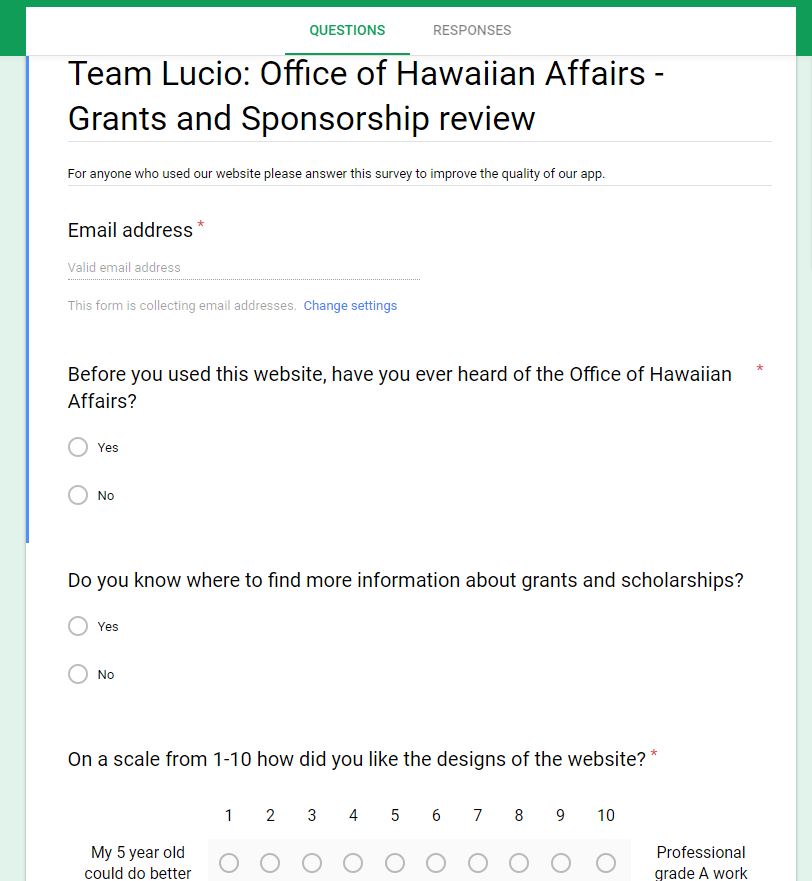 QUESTIONS RESPONSES
Team Lucio: Office of Hawaiian Affairs -
Grants and Sponsorship review
For anyone who used our website please answer this survey to improve the quality of our app.
Email address *
Valid email address
This form is collecting email addresses. Change settings
Before you used this website, have you ever heard of the Office of Hawaiian *
Affairs?
Yes
No
Do you know where to find more information about grants and scholarships?
Yes
No
On a scale from 1-10 how did you like the designs of the website? *
1 2 3 4 5 6 7 8 9 10
My 5 year old
could do better
Professional
grade A work